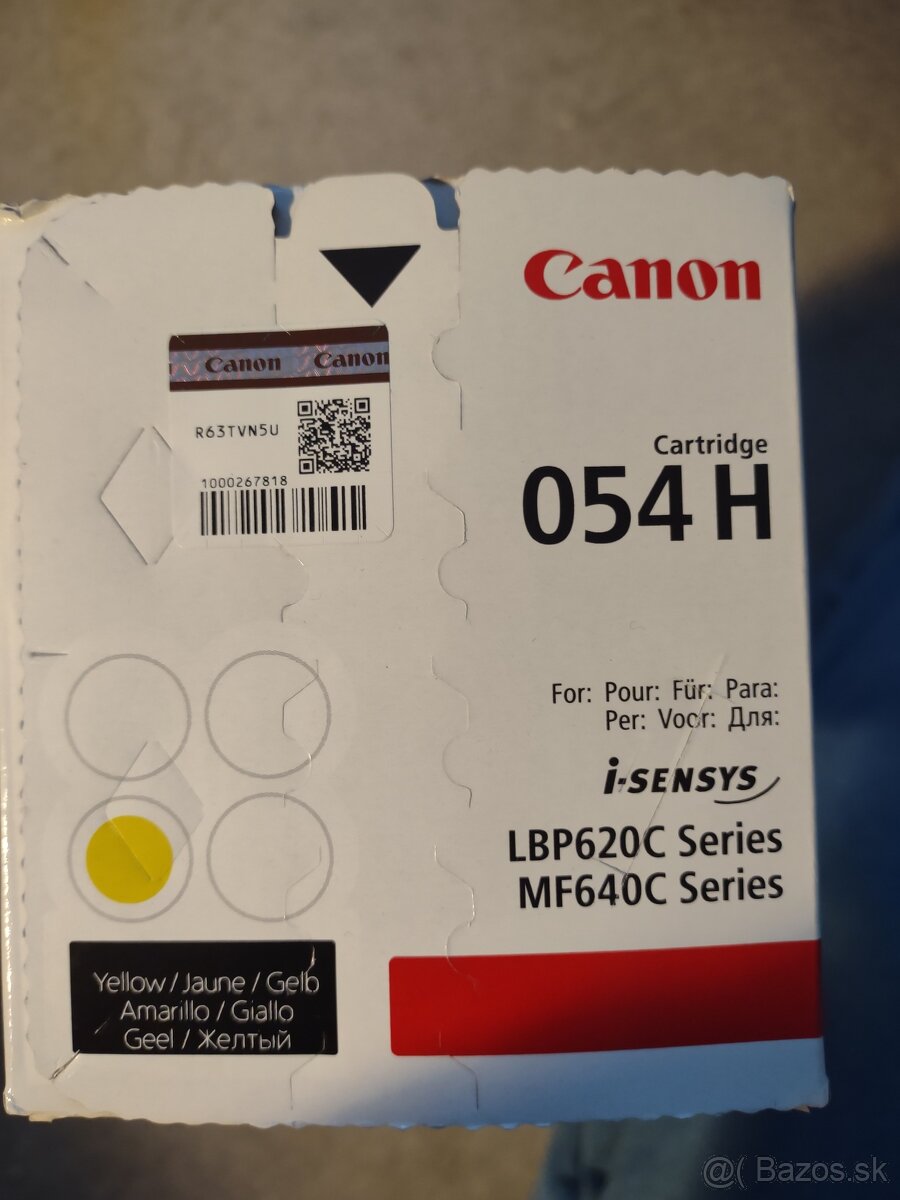 Canon
Canon Canon
R63TVN5U
1000267818
Cartridge
054 H
For: Pour: Für: Para:
Per: Voor: Для:
i-SENSYS
LBP620C Series
MF640C Series
Yellow / Jaune / Gelb
Amarillo / Giallo
Geel / Желтый
@( Bazos.sk